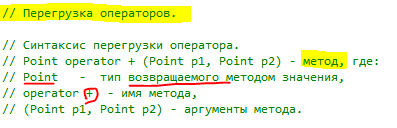 // Перегрузка операторов.
// Синтаксис перегрузки оператора.
// Point operator + (Point p1, Point p2) - метод, где:
// Point - тип возвращаемого методом значения,
// operator + - имя метода,
// (Point p1, Point p2) - аргументы метода.